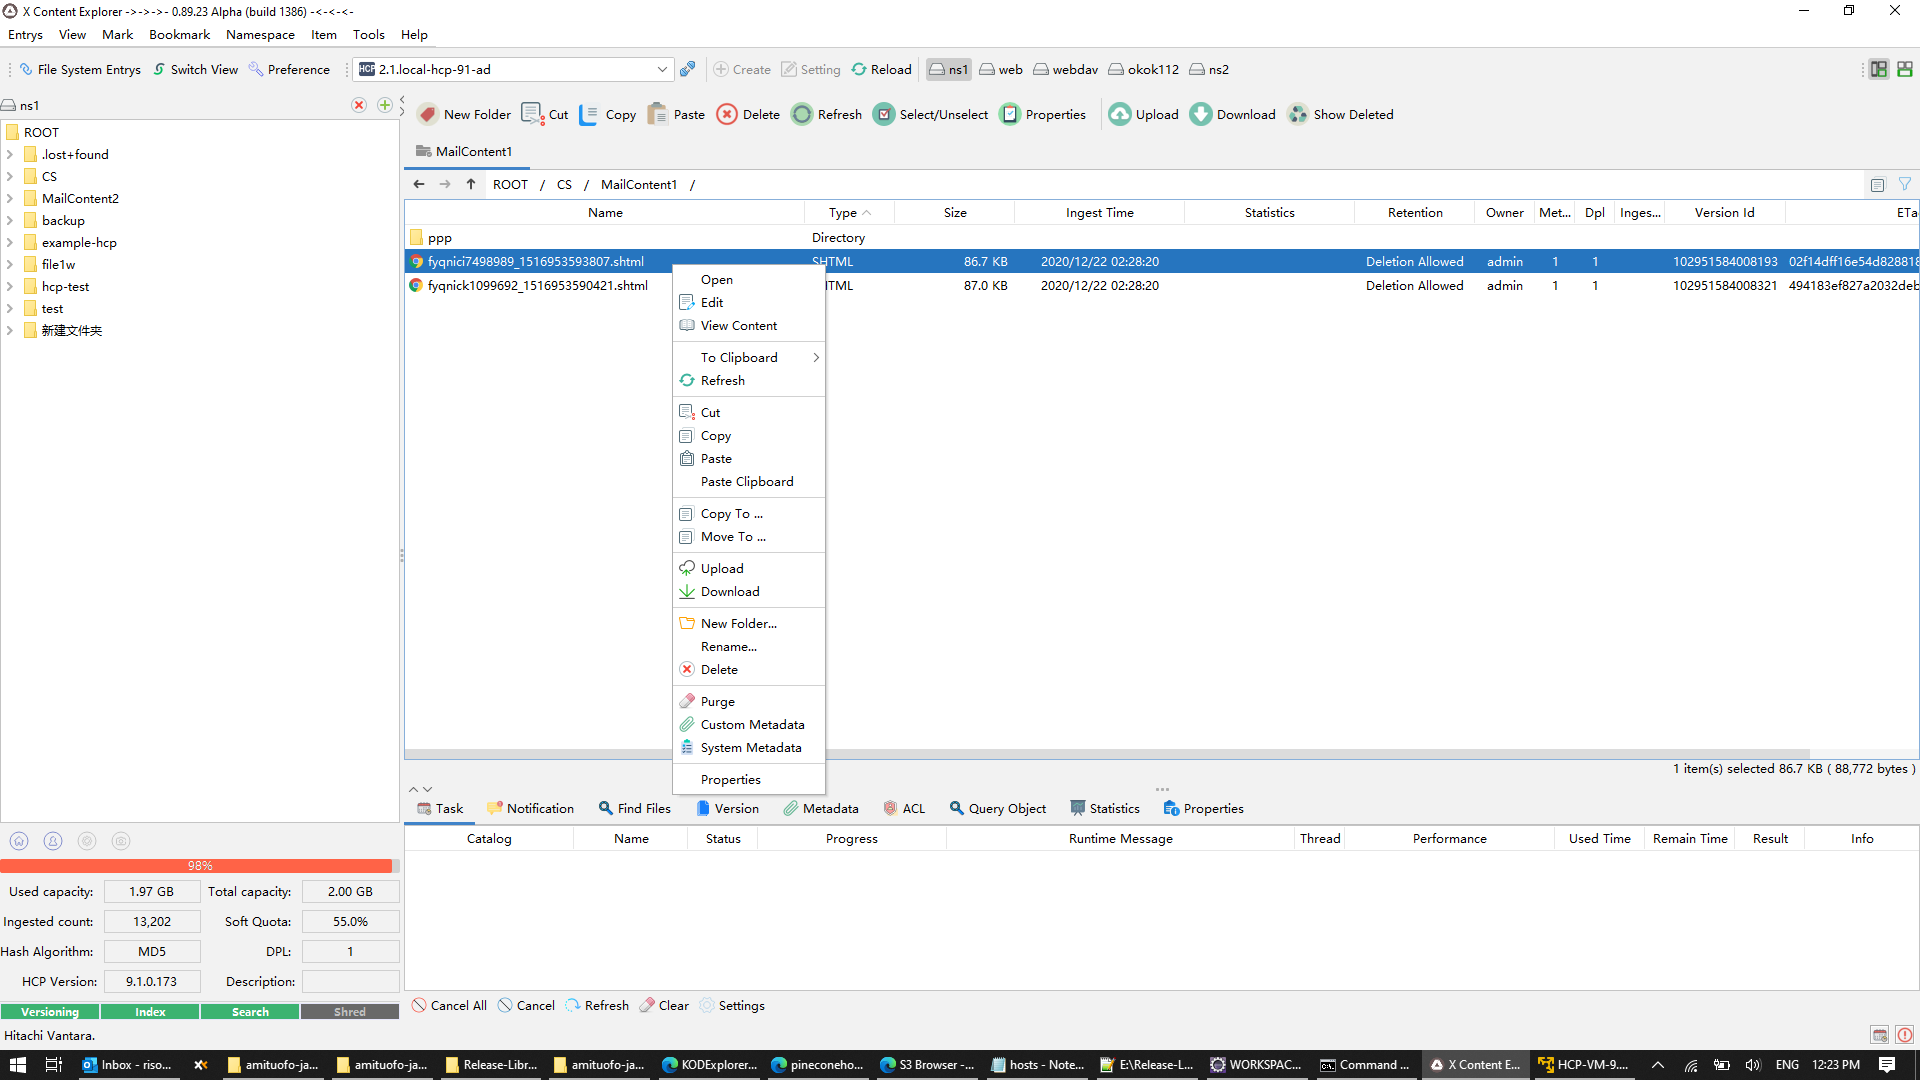 X Content Explorer ->->->- 0.89.23 Alpha (build 1386) -<-<-<-
Entrys View Mark Bookmark Namespace Item Tools Help
File System Entrys Switch View Preference HCP 2.1.local-hcp-91-ad Create Setting Reload ns1 web webdav okok112 ns2
ns1
New Folder Cut Copy Paste Delete Refresh Select/Unselect Properties Upload Download Show Deleted
ROOT
.lost+found
CS
MailContent2
backup
example-hcp
file1w
hcp-test
test
新建文件夹
MailContent1
ROOT / CS / MailContent1 /
Name Type Size Ingest Time Statistics Retention Owner Met... Dpl Inges... Version Id ETa
ppp Directory
fyqnici7498989_1516953593807.shtml SHTML 86.7 KB 2020/12/22 02:28:20 Deletion Allowed admin 1 1 102951584008193 02f14dff16e54d828818
fyqnick1099692_1516953590421.shtml HTML 87.0 KB 2020/12/22 02:28:20 Deletion Allowed admin 1 1 102951584008321 494183ef827a2032deb
Open
Edit
View Content
To Clipboard
Refresh
Cut
Copy
Paste
Paste Clipboard
Copy To ...
Move To ...
Upload
Download
New Folder...
Rename...
Delete
Purge
Custom Metadata
System Metadata
Properties
1 item(s) selected 86.7 KB ( 88,772 bytes )
Task Notification Find Files Version Metadata ACL Query Object Statistics Properties
Catalog Name Status Progress Runtime Message Thread Performance Used Time Remain Time Result Info
98%
Used capacity: 1.97 GB Total capacity: 2.00 GB
Ingested count: 13,202 Soft Quota: 55.0%
Hash Algorithm: MD5 DPL: 1
HCP Version: 9.1.0.173 Description:
Versioning Index Search Shred
Cancel All Cancel Refresh Clear Settings
Hitachi Vantara.
Inbox - riso... amituofo-ja... amituofo-ja... Release-Libr... amituofo-ja... KODExplorer... pineconeho... S3 Browser -... hosts - Note... E:\Release-L... WORKSPAC... Command ... X Content E... HCP-VM-9.... ENG 12:23 PM